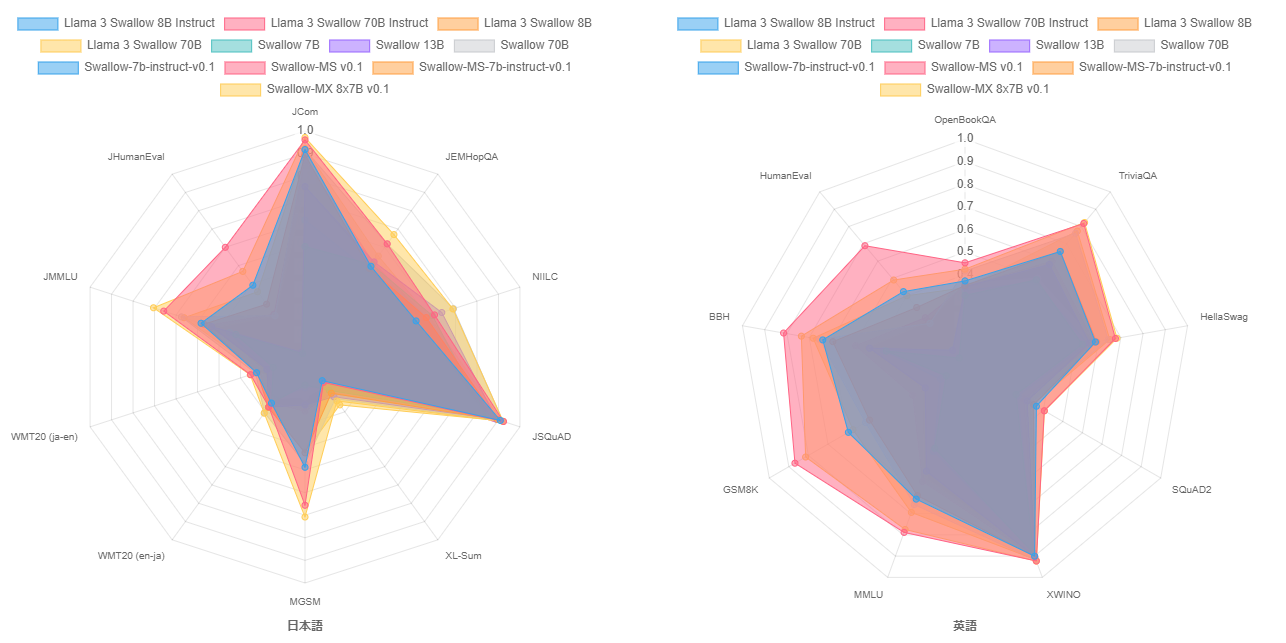 Llama 3 Swallow 8B Instruct Llama 3 Swallow 70B Instruct Llama 3 Swallow 8B
Llama 3 Swallow 70B Swallow 7B Swallow 13B Swallow 70B
Swallow-7b-instruct-v0.1 Swallow-MS v0.1 Swallow-MS-7b-instruct-v0.1
Swallow-MX 8x7B v0.1
JCom
1.0
JHumanEval JEMHopQA
JMMLU NIILC
WMT20 (ja-en) JSQuAD
WMT20 (en-ja) XL-Sum
MGSM
日本語
Llama 3 Swallow 8B Instruct Llama 3 Swallow 70B Instruct Llama 3 Swallow 8B
Llama 3 Swallow 70B Swallow 7B Swallow 13B Swallow 70B
Swallow-7b-instruct-v0.1 Swallow-MS v0.1 Swallow-MS-7b-instruct-v0.1
Swallow-MX 8x7B v0.1
OpenBookQA
1.0
0.9
HumanEval TriviaQA
0.8
0.7
0.6
0.5
BBH HellaSwag
GSM8K SQuAD2
MMLU XWINO
英語